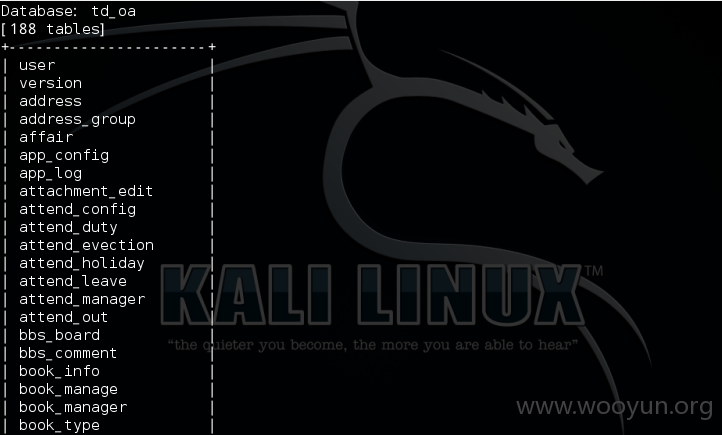 Database: td_oa
[188 tables]
+-----------------------+
| user |
| version |
| address |
| address_group |
| affair |
| app_config |
| app_log |
| attachment_edit |
| attend_config |
| attend_duty |
| attend_evection |
| attend_holiday |
| attend_leave |
| attend_manager |
| attend_out |
| bbs_board |
| bbs_comment |
| book_info |
| book_manage |
| book_manager |
| book_type |
KALI LINUX™
“the quieter you become, the more you are able to hear”
www.wooyun.org